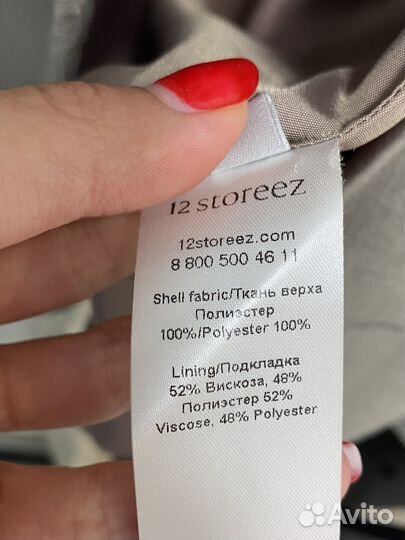 12 storeez
12storeez.com
8 800 500 46 11
Shell fabric/Ткань верха
Полиэстер
100%/Polyester 100%
Lining/Подкладка
52% Вискоза, 48%
Полиэстер 52%
Viscose, 48% Polyester
Avito